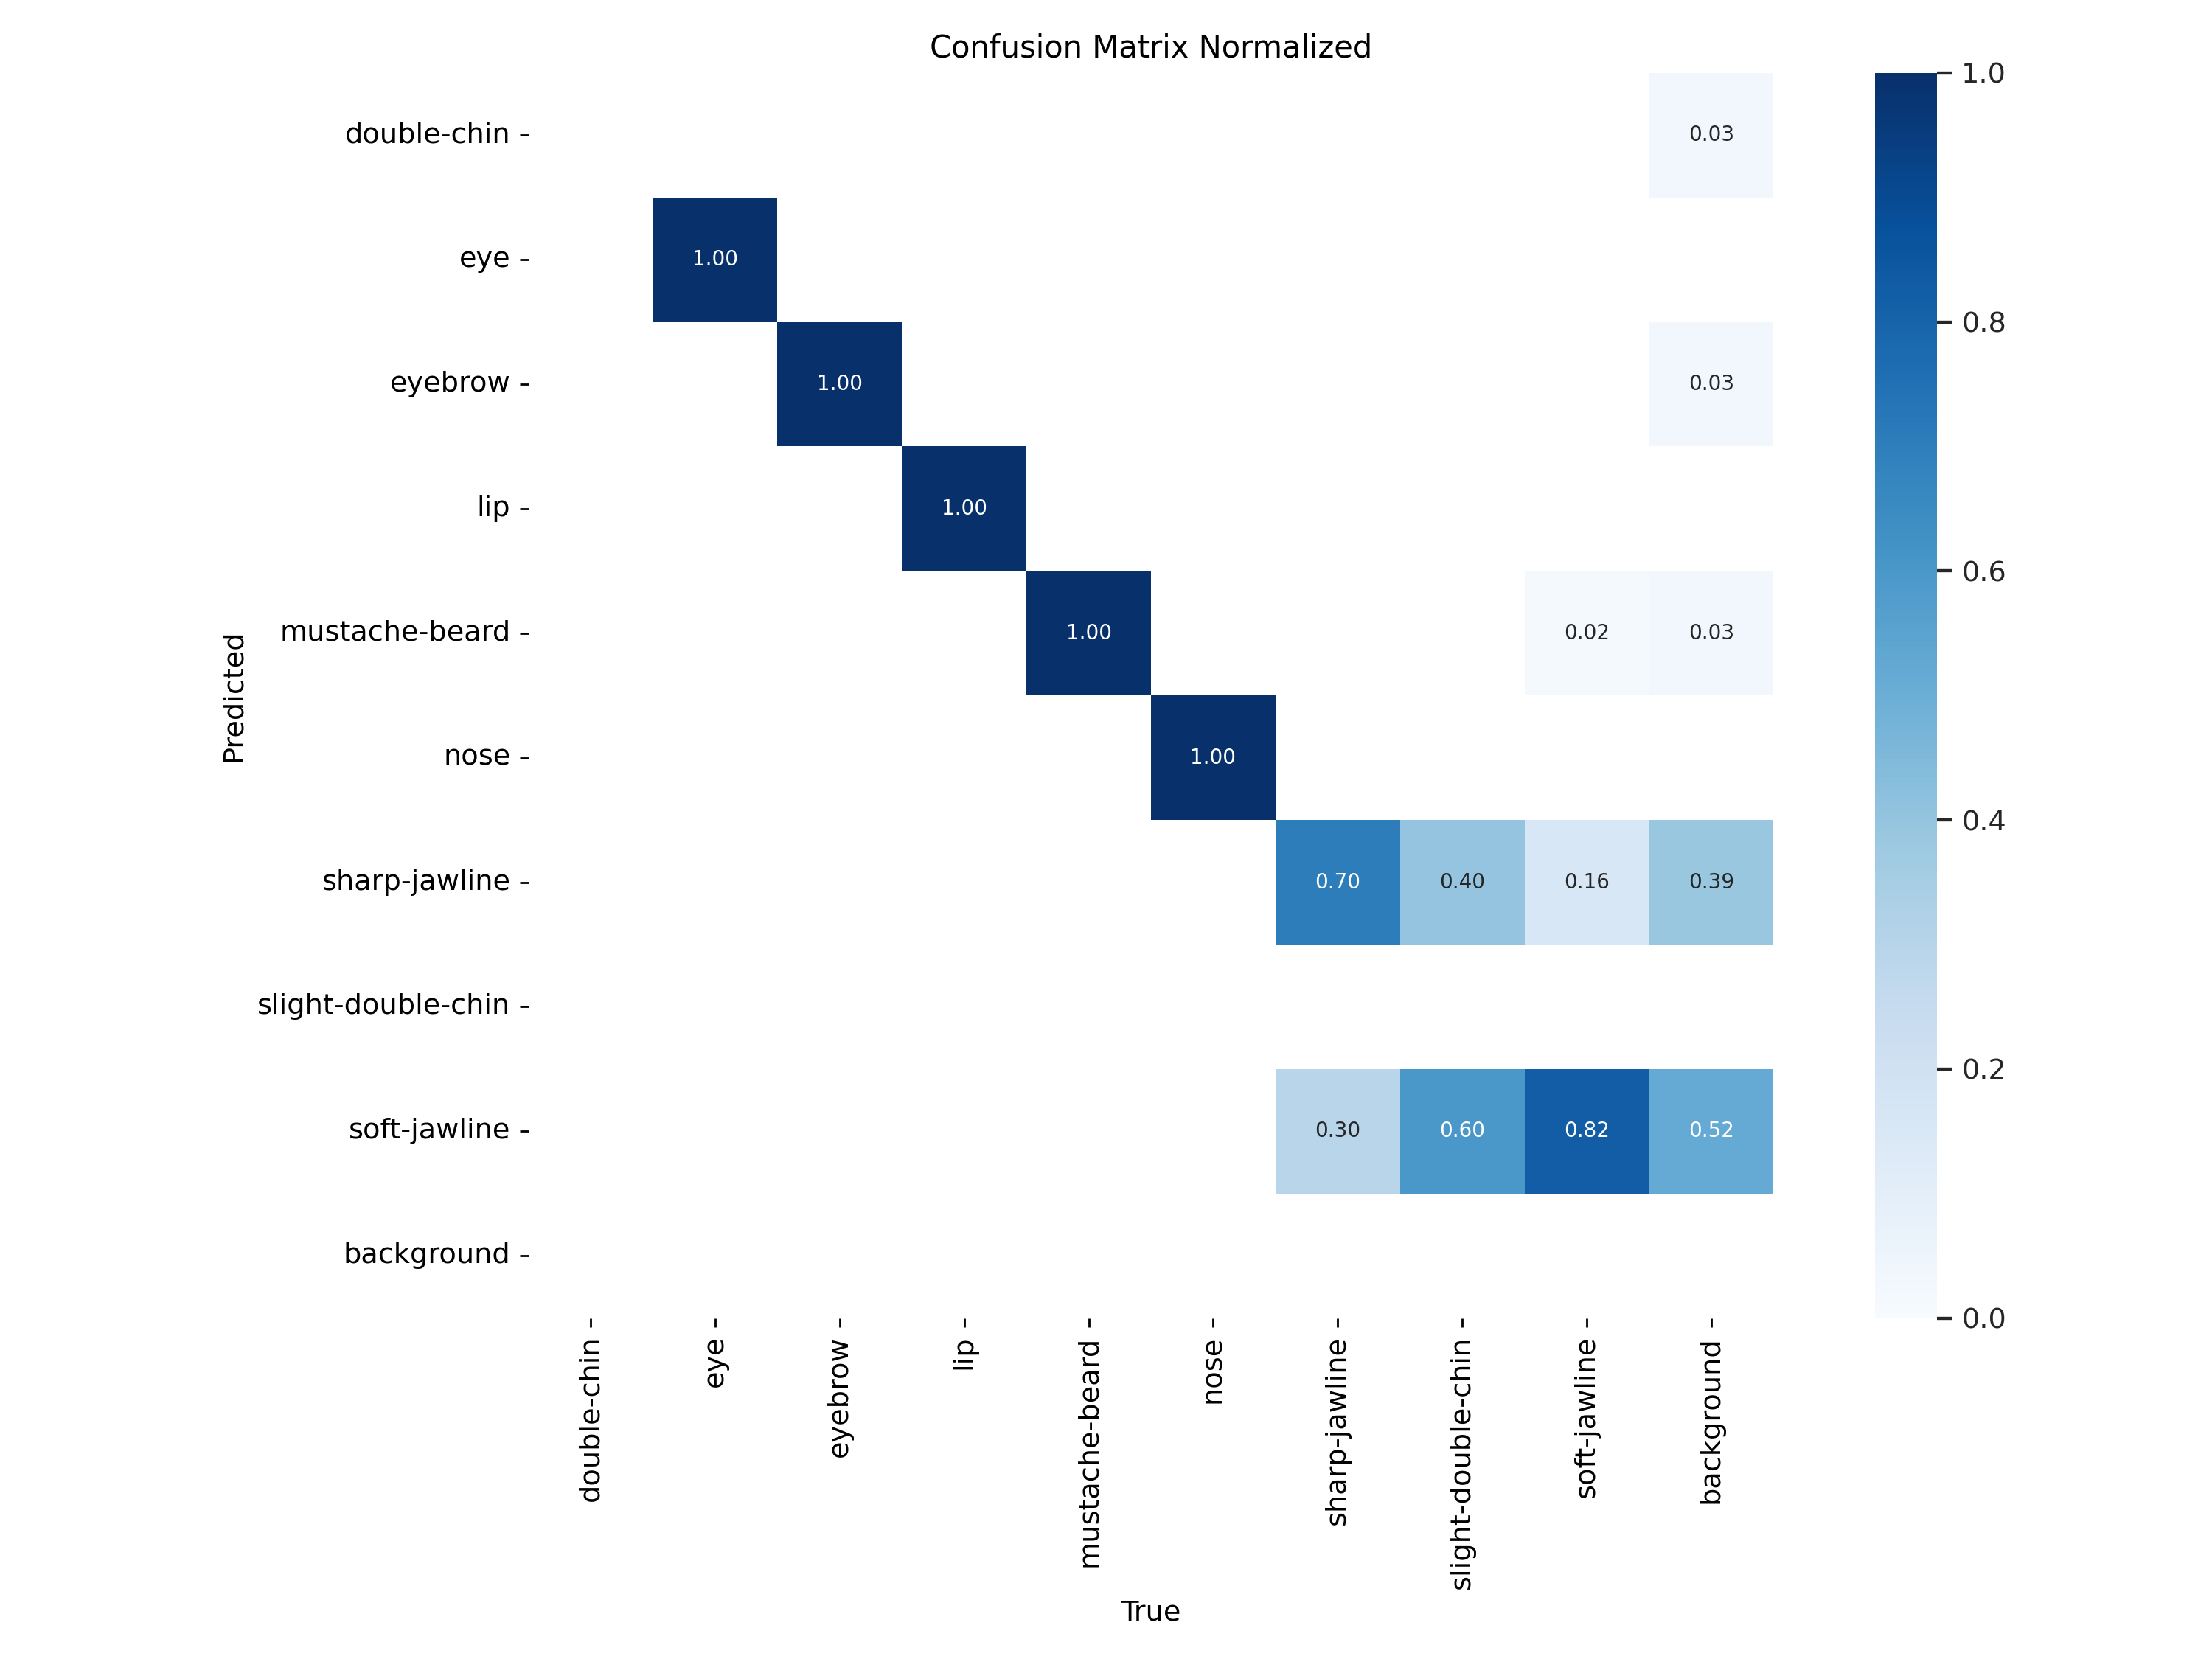 Confusion Matrix Normalized
double-chin
0.03
1.0
eye
1.00
eyebrow
1.00
0.03
0.8
lip
1.00
mustache-beard
1.00
0.02
0.03
0.6
Predicted
nose
1.00
sharp-jawline
0.70
0.40
0.16
0.39
0.4
slight-double-chin
soft-jawline
0.30
0.60
0.82
0.52
0.2
background
0.0
double-chin
eye
eyebrow
lip
mustache-beard
nose
sharp-jawline
slight-double-chin
soft-jawline
background
True